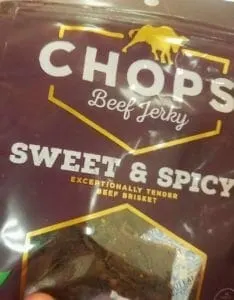 CHOPS
Beef Jerky
SWEET & SPICY
EXCEPTIONALLY TENDER
BEEF BRISKET